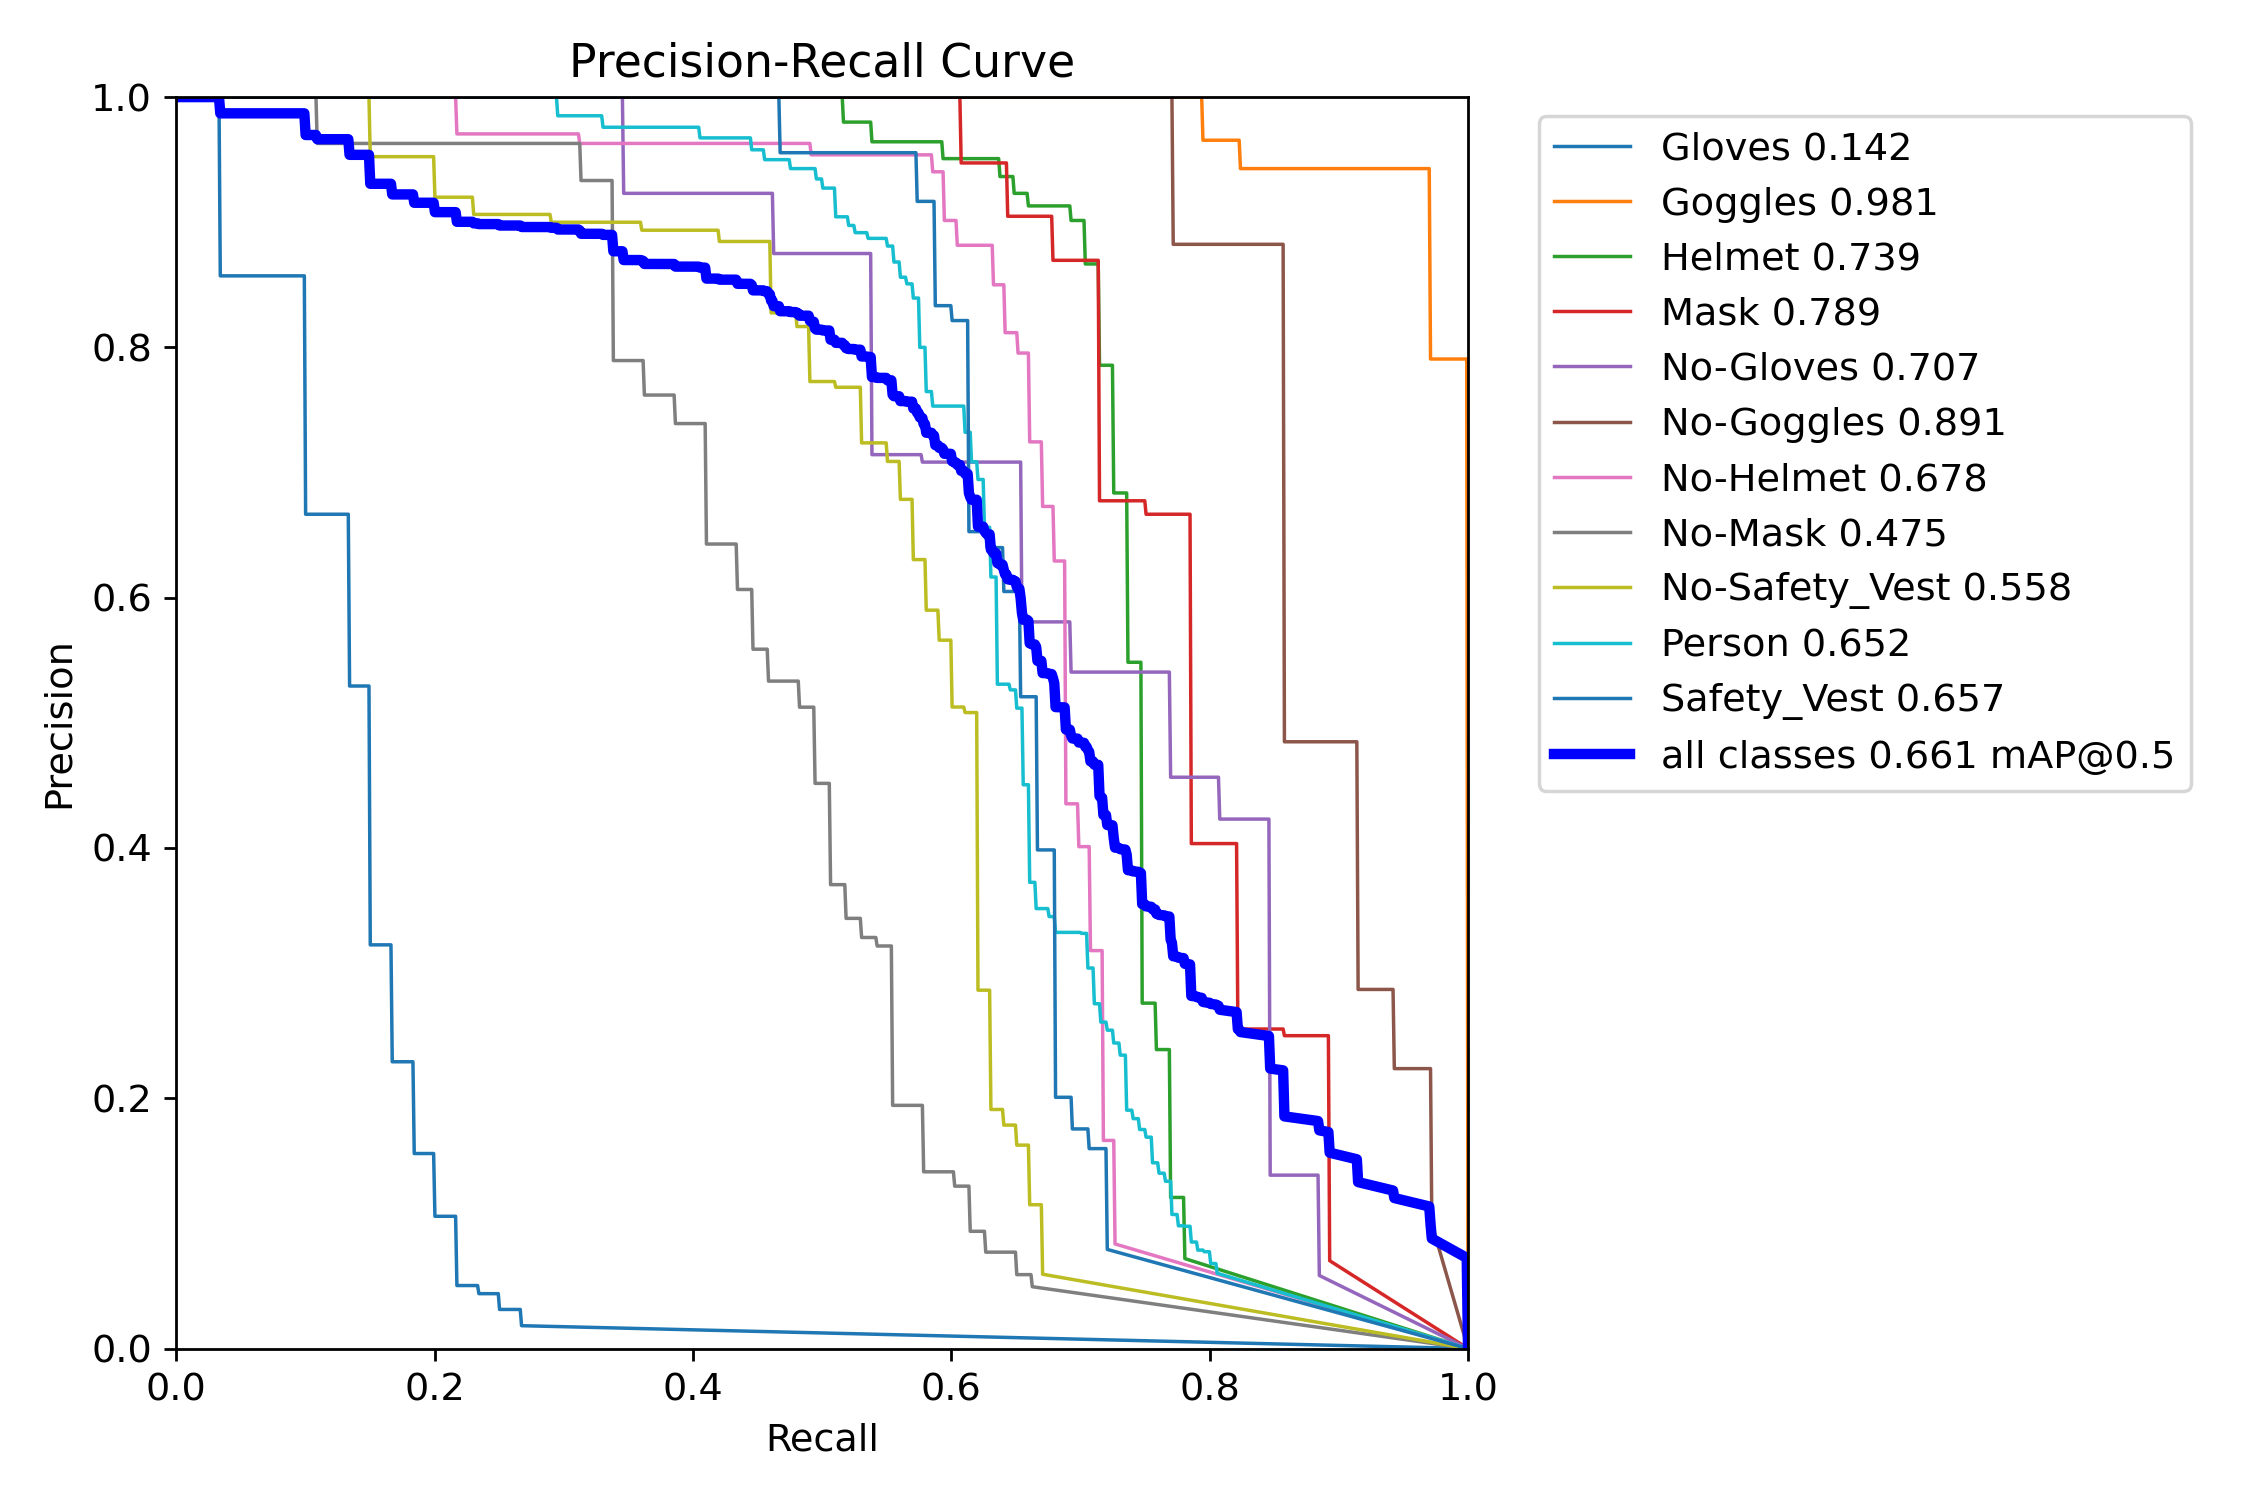 Precision-Recall Curve
1.0
0.8
0.6
0.4
0.2
0.0
Precision
0.0 0.2 0.4 0.6 0.8 1.0
Recall
Gloves 0.142
Goggles 0.981
Helmet 0.739
Mask 0.789
No-Gloves 0.707
No-Goggles 0.891
No-Helmet 0.678
No-Mask 0.475
No-Safety_Vest 0.558
Person 0.652
Safety_Vest 0.657
all classes 0.661 mAP@0.5